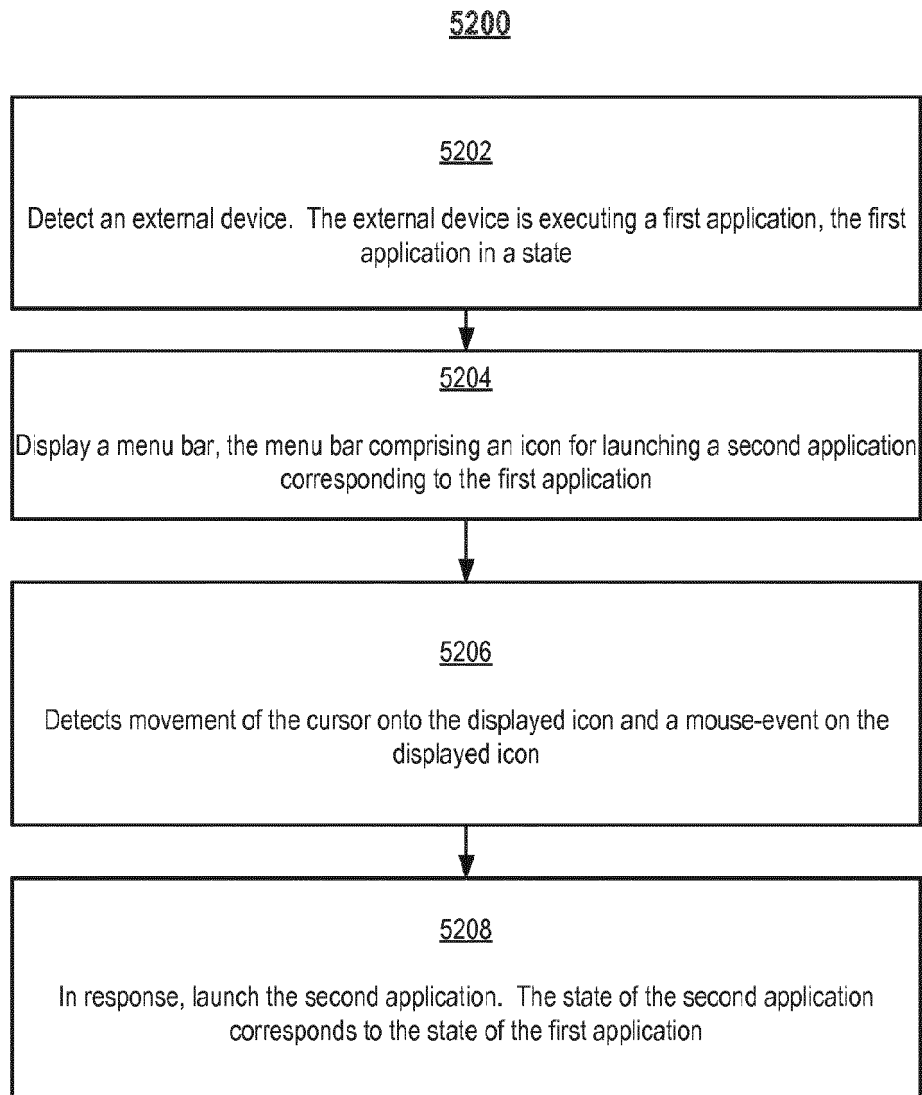 5200
5202
Detect an external device. The external device is executing a first application, the first
application in a state
5204
Display a menu bar, the menu bar comprising an icon for launching a second application
corresponding to the first application
5206
Detects movement of the cursor onto the displayed icon and a mouse-event on the
displayed icon
5208
In response, launch the second application. The state of the second application
corresponds to the state of the first application